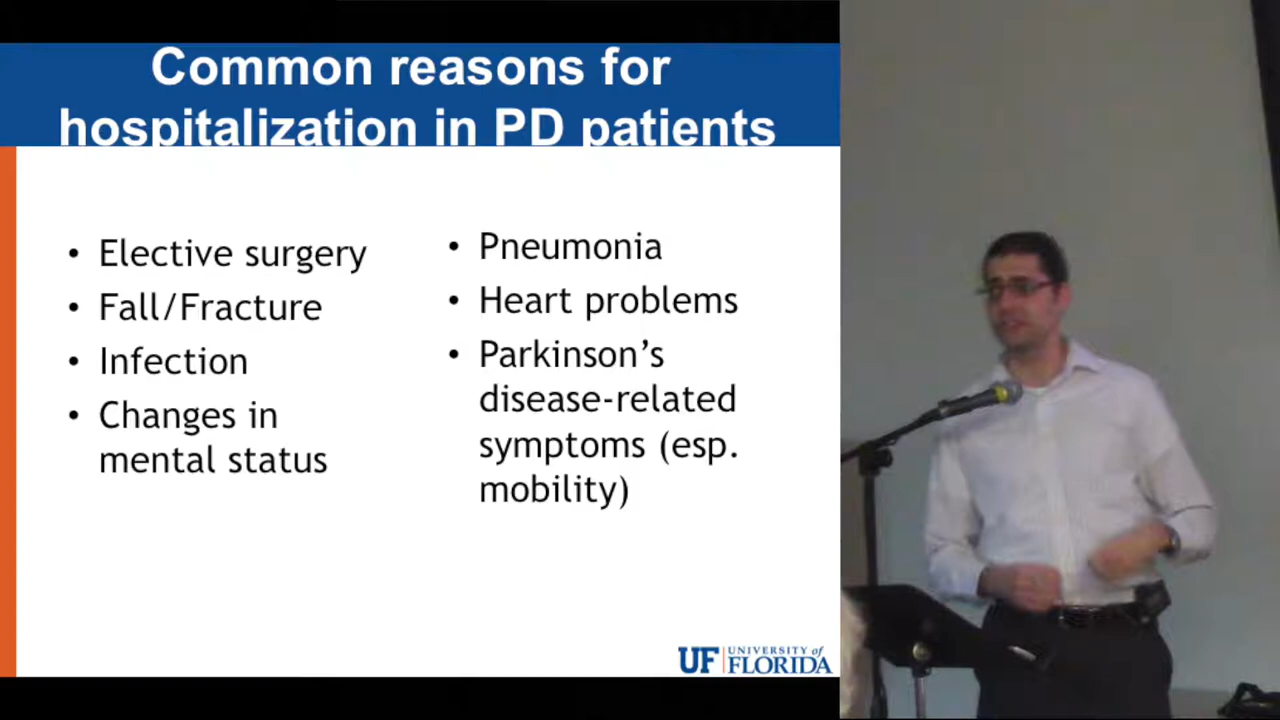 Common reasons for
hospitalization in PD patients
• Elective surgery
• Fall/Fracture
• Infection
• Changes in
mental status
• Pneumonia
• Heart problems
• Parkinson’s
disease-related
symptoms (esp.
mobility)
UF UNIVERSITY of
FLORIDA